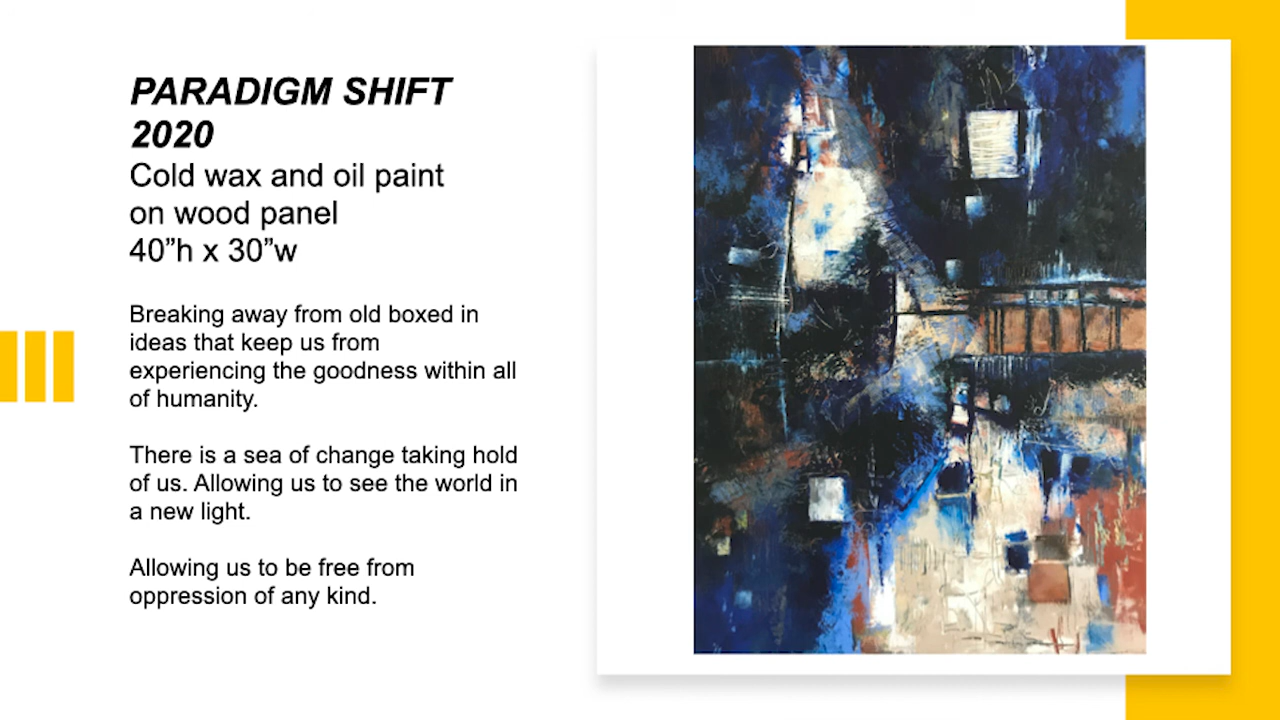 PARADIGM SHIFT
2020
Cold wax and oil paint
on wood panel
40”h x 30”w
Breaking away from old boxed in
ideas that keep us from
experiencing the goodness within all
of humanity.
There is a sea of change taking hold
of us. Allowing us to see the world in
a new light.
Allowing us to be free from
oppression of any kind.